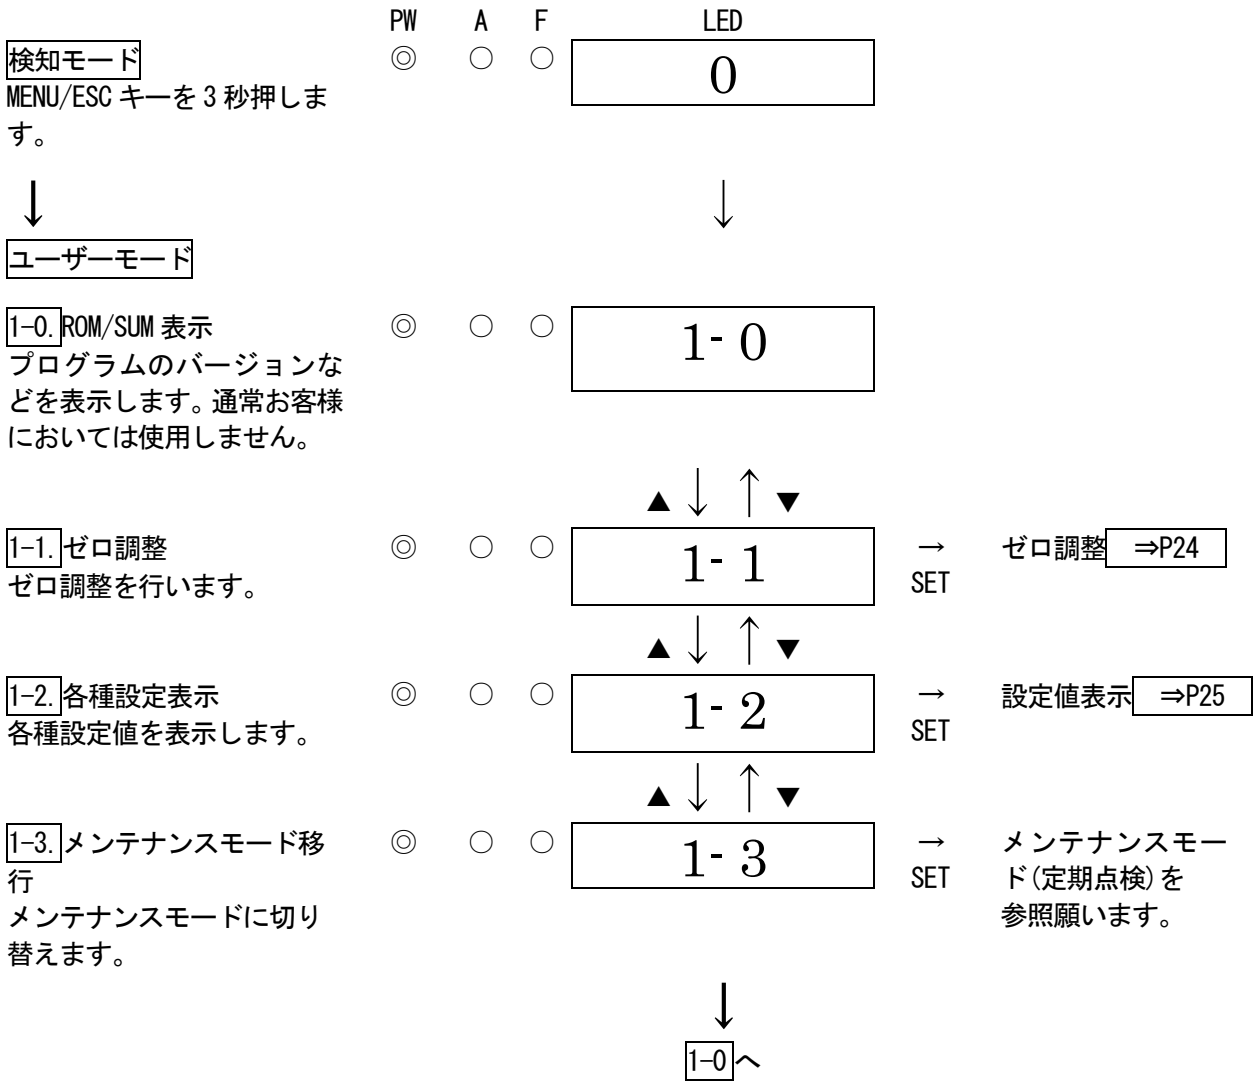 PW A F LED
検知モード ◎ ○ ○ 0
MENU/ESC キーを 3 秒押しま
す。
↓ ↓
ユーザーモード
1-0. ROM/SUM 表示 ◎ ○ ○ 1- 0
プログラムのバージョンな
どを表示します。通常お客様
においては使用しません。
▲ ↓ ↑ ▼
1-1. ゼロ調整 ◎ ○ ○ 1- 1 → ゼロ調整 ⇒P24
ゼロ調整を行います。 SET
▲ ↓ ↑ ▼
1-2. 各種設定表示 ◎ ○ ○ 1- 2 → 設定値表示 ⇒P25
各種設定値を表示します。 SET
▲ ↓ ↑ ▼
1-3. メンテナンスモード移 ◎ ○ ○ 1- 3 → メンテナンスモー
行 SET ド(定期点検)を
メンテナンスモードに切り 参照願います。
替えます。
↓
1-0 へ